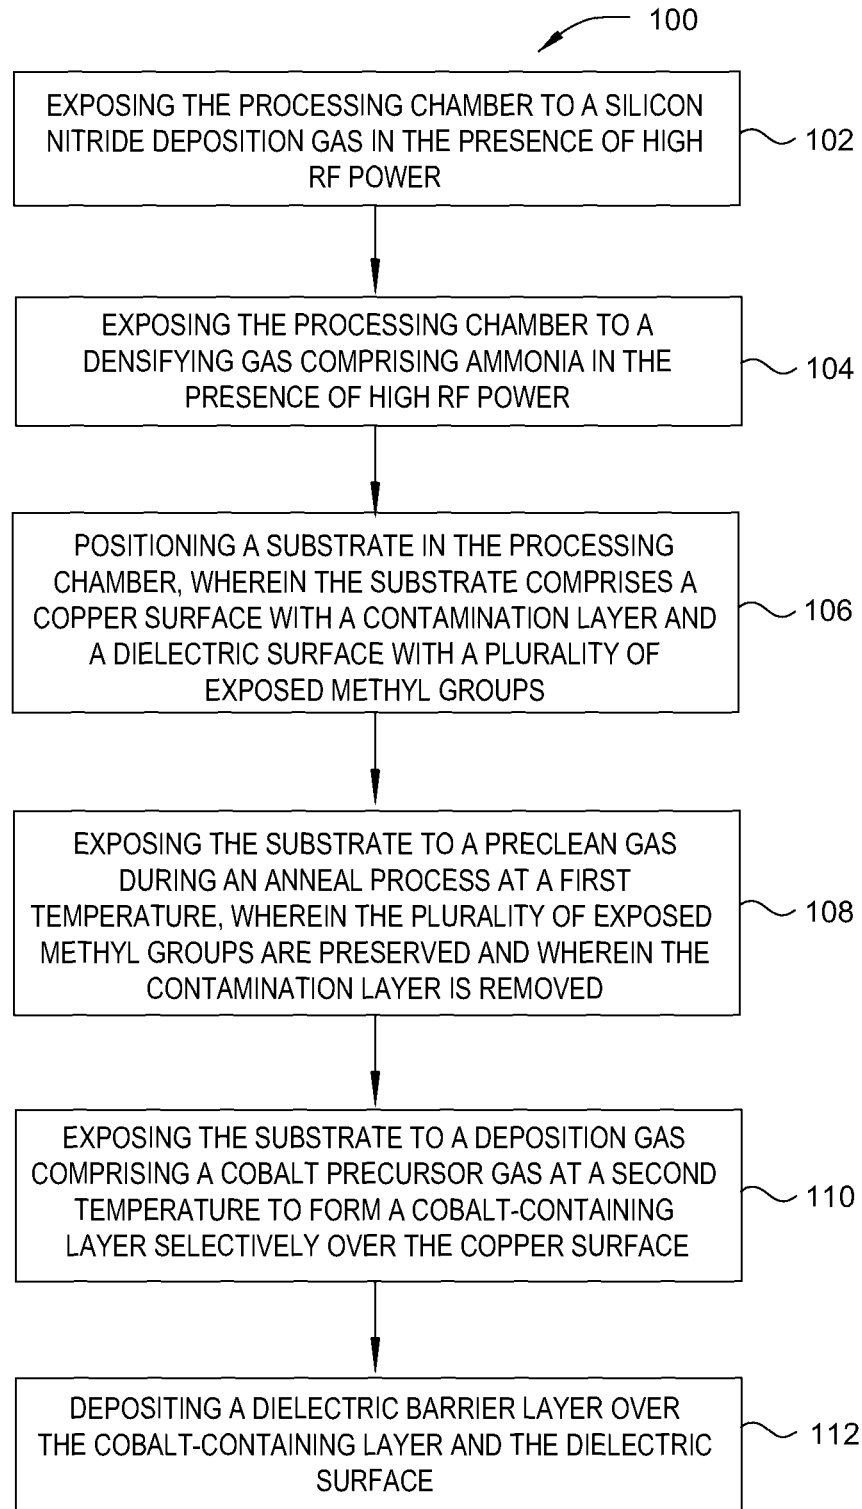 100
EXPOSING THE PROCESSING CHAMBER TO A SILICON
NITRIDE DEPOSITION GAS IN THE PRESENCE OF HIGH
RF POWER
102
EXPOSING THE PROCESSING CHAMBER TO A
DENSIFYING GAS COMPRISING AMMONIA IN THE
PRESENCE OF HIGH RF POWER
104
POSITIONING A SUBSTRATE IN THE PROCESSING
CHAMBER, WHEREIN THE SUBSTRATE COMPRISES A
COPPER SURFACE WITH A CONTAMINATION LAYER AND
A DIELECTRIC SURFACE WITH A PLURALITY OF
EXPOSED METHYL GROUPS
106
EXPOSING THE SUBSTRATE TO A PRECLEAN GAS
DURING AN ANNEAL PROCESS AT A FIRST
TEMPERATURE, WHEREIN THE PLURALITY OF EXPOSED
METHYL GROUPS ARE PRESERVED AND WHEREIN THE
CONTAMINATION LAYER IS REMOVED
108
EXPOSING THE SUBSTRATE TO A DEPOSITION GAS
COMPRISING A COBALT PRECURSOR GAS AT A SECOND
TEMPERATURE TO FORM A COBALT-CONTAINING
LAYER SELECTIVELY OVER THE COPPER SURFACE
110
DEPOSITING A DIELECTRIC BARRIER LAYER OVER
THE COBALT-CONTAINING LAYER AND THE DIELECTRIC
SURFACE
112